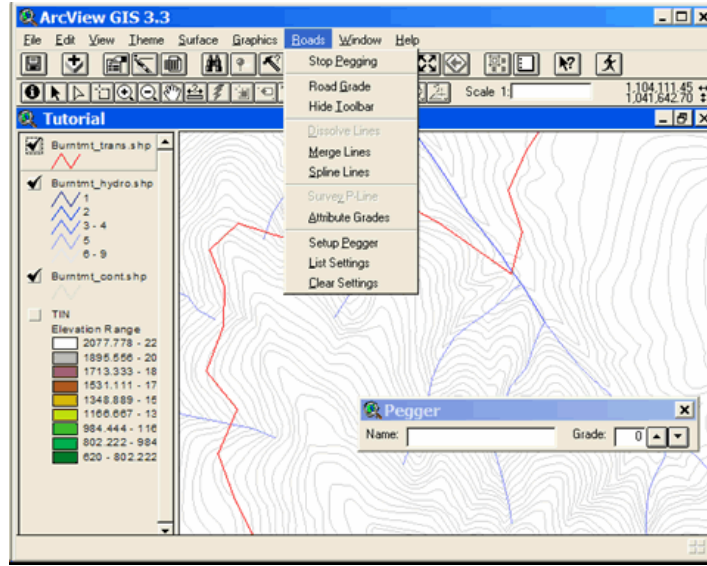 ArcView GIS 3.3
File Edit View Theme Surface Graphics Roads Window Help
Scale 1:
1,104,111.45
1,041,642.70
Tutorial
Burntmt_trans.shp
Burntmt_hydro.shp
1
2
3 - 4
5
6 - 9
Burntmt_cont.shp
TIN
Elevation Range
2077.778 - 22
1895.556 - 20
1713.333 - 18
1531.111 - 17
1348.889 - 15
1166.667 - 13
984.444 - 116
802.222 - 984
620 - 802.222
Stop Pegging
Road Grade
Hide Toolbar
Dissolve Lines
Merge Lines
Spline Lines
Survey P-Line
Attribute Grades
Setup Pegger
List Settings
Clear Settings
Pegger
Name:
Grade: 0